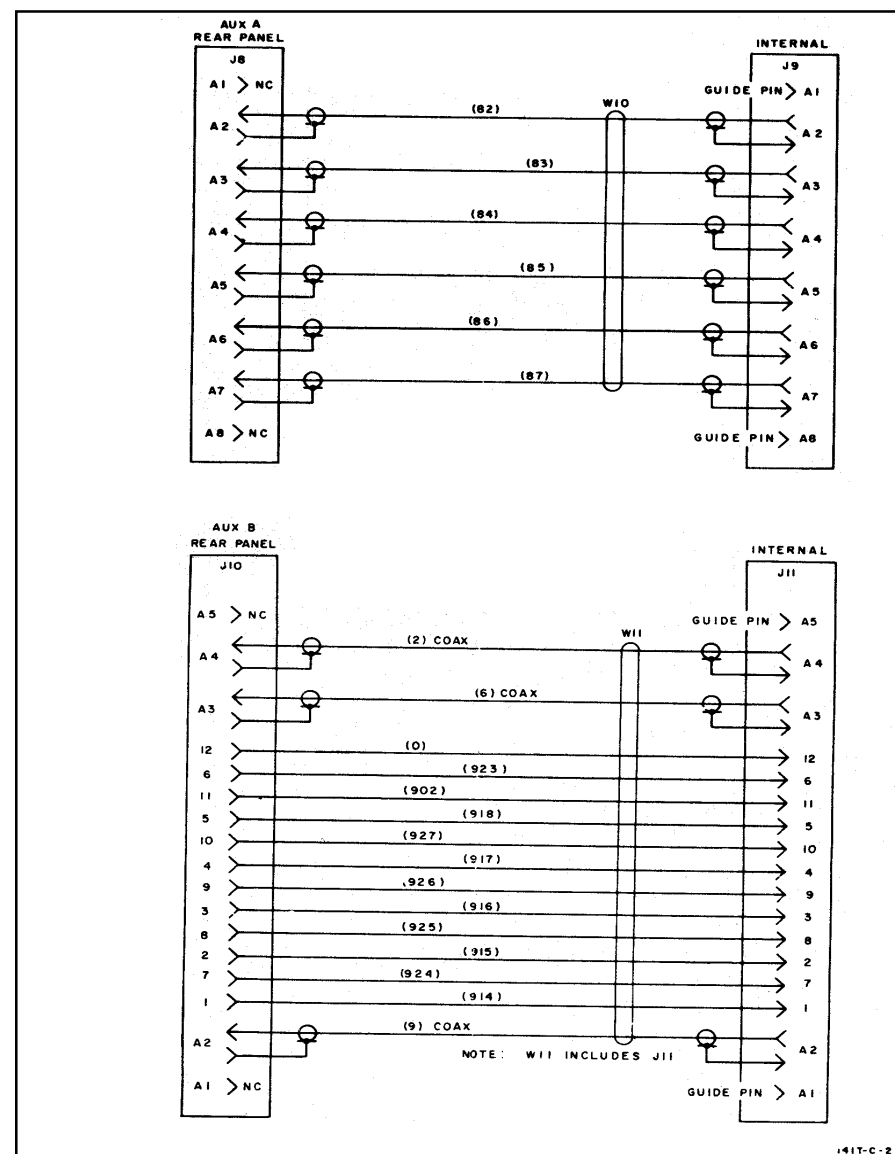 AUX A
REAR PANEL
J8
A1 NC
A2
A3
A4
A5
A6
A7
A8 NC
(82)
(83)
(84)
(85)
(86)
(87)
W10
INTERNAL
J9
GUIDE PIN A1
A2
A3
A4
A5
A6
A7
GUIDE PIN A8
AUX B
REAR PANEL
J10
A5 NC
A4
A3
12
6
11
5
10
4
9
3
8
2
7
1
A2
A1 NC
(2) COAX
(6) COAX
(0)
(923)
(902)
(918)
(927)
(917)
(926)
(916)
(925)
(915)
(924)
(914)
(9) COAX
W11
NOTE: W11 INCLUDES J11
INTERNAL
J11
GUIDE PIN A5
A4
A3
12
6
11
5
10
4
9
3
8
2
7
1
A2
GUIDE PIN A1
141T-C-2